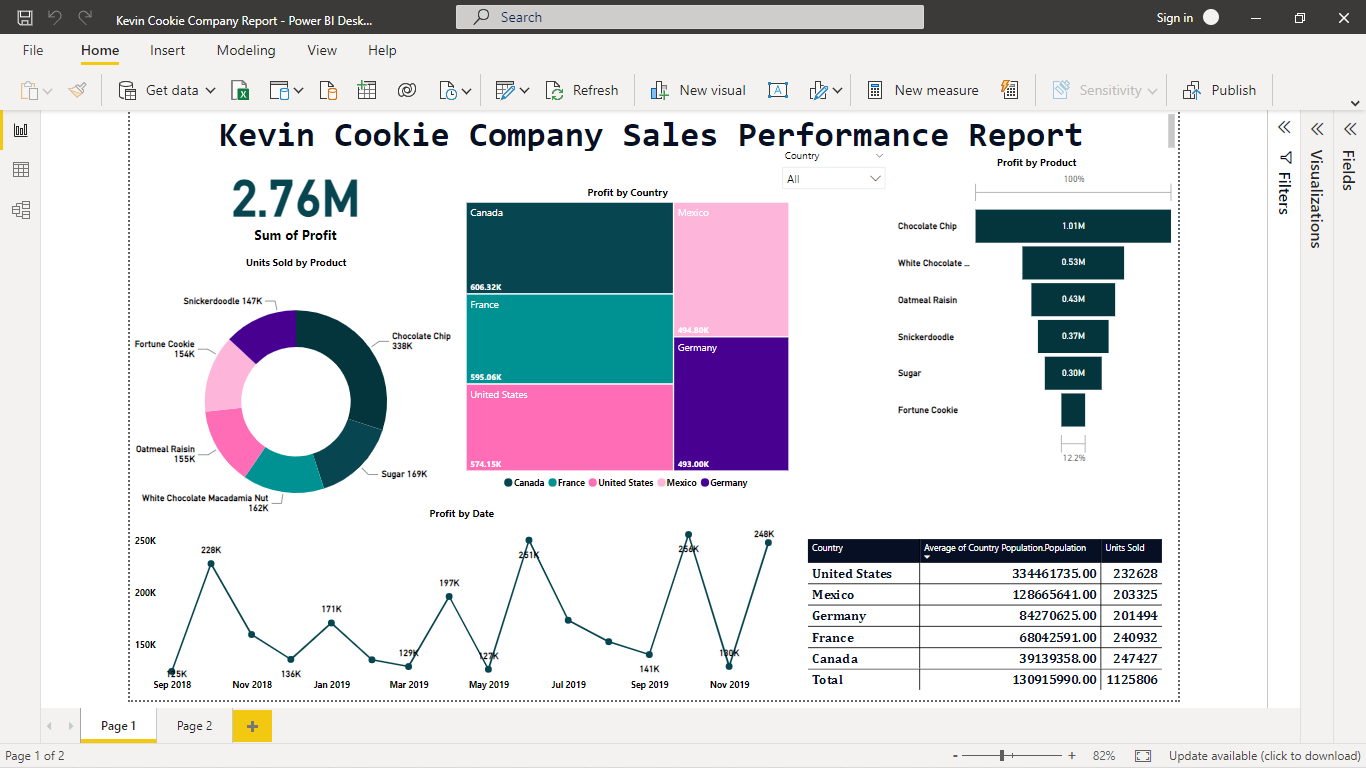 Kevin Cookie Company Report - Power BI Desk...
Search
Sign in
File
Home
Insert
Modeling
View
Help
Get data
Refresh
New visual
New measure
Sensitivity
Publish
Kevin Cookie Company Sales Performance Report
2.76M
Sum of Profit
Units Sold by Product
Snickerdoodle 147K
Fortune Cookie
154K
Chocolate Chip
338K
Oatmeal Raisin
155K
Sugar 169K
White Chocolate Macadamia Nut
162K
Country
All
Profit by Country
Canada
606.32K
France
595.06K
United States
574.15K
Mexico
494.88K
Germany
493.00K
Canada France United States Mexico Germany
Profit by Product
100%
Chocolate Chip 1.01M
White Chocolate ... 0.53M
Oatmeal Raisin 0.43M
Snickerdoodle 0.37M
Sugar 0.30M
Fortune Cookie
12.2%
Filters
Visualizations
Fields
Profit by Date
250K
200K
150K
125K
228K
136K
171K
129K
197K
127K
251K
141K
256K
130K
248K
Sep 2018 Nov 2018 Jan 2019 Mar 2019 May 2019 Jul 2019 Sep 2019 Nov 2019
Country Average of Country Population.Population Units Sold
United States 334461735.00 232628
Mexico 128665641.00 203325
Germany 84270625.00 201494
France 68042591.00 240932
Canada 39139358.00 247427
Total 130915990.00 1125806
Page 1
Page 2
Page 1 of 2
82%
Update available (click to download)